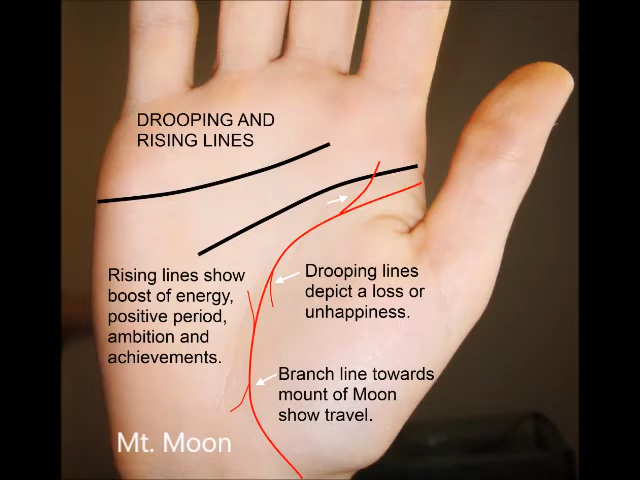 DROOPING AND
RISING LINES
Rising lines show
boost of energy,
positive period,
ambition and
achievements.
Drooping lines
depict a loss or
unhappiness.
Branch line towards
mount of Moon
show travel.
Mt. Moon